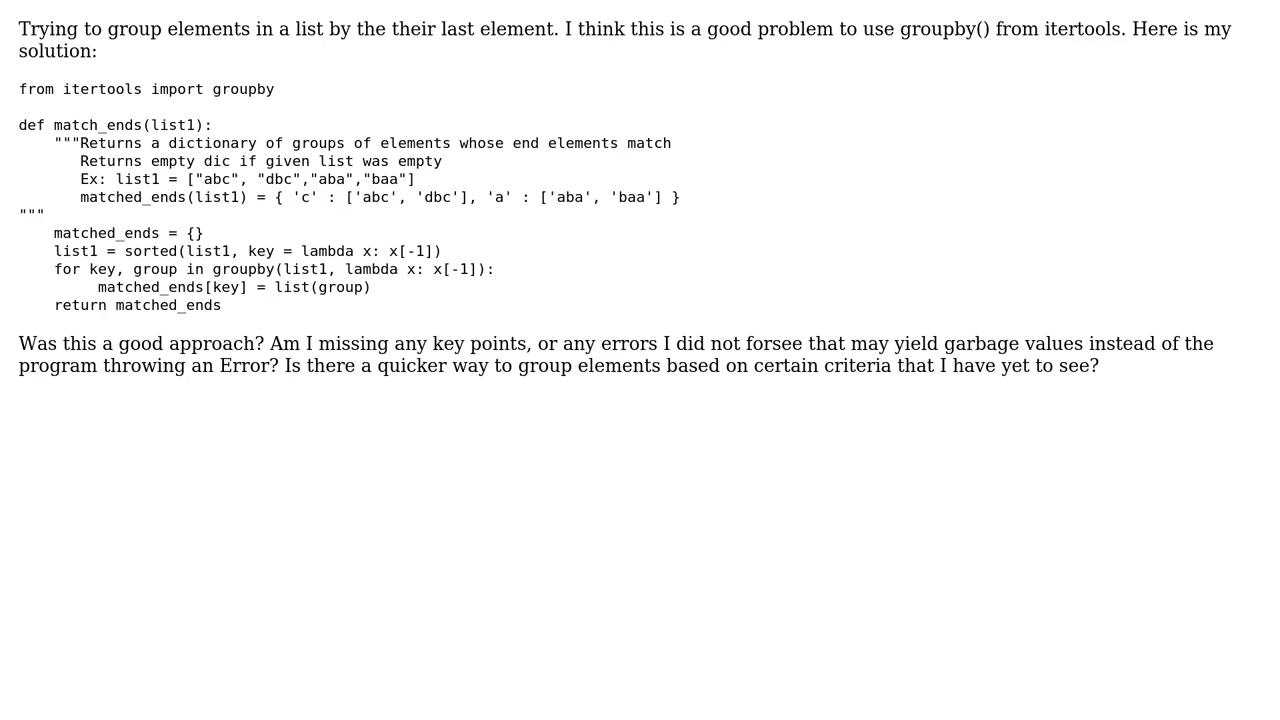 Trying to group elements in a list by the their last element. I think this is a good problem to use groupby() from itertools. Here is my
solution:
from itertools import groupby
def match_ends(list1):
    """Returns a dictionary of groups of elements whose end elements match
       Returns empty dic if given list was empty
       Ex: list1 = ["abc", "dbc","aba","baa"]
       matched_ends(list1) = { 'c' : ['abc', 'dbc'], 'a' : ['aba', 'baa'] }
"""
    matched_ends = {}
    list1 = sorted(list1, key = lambda x: x[-1])
    for key, group in groupby(list1, lambda x: x[-1]):
         matched_ends[key] = list(group)
    return matched_ends
Was this a good approach? Am I missing any key points, or any errors I did not forsee that may yield garbage values instead of the
program throwing an Error? Is there a quicker way to group elements based on certain criteria that I have yet to see?